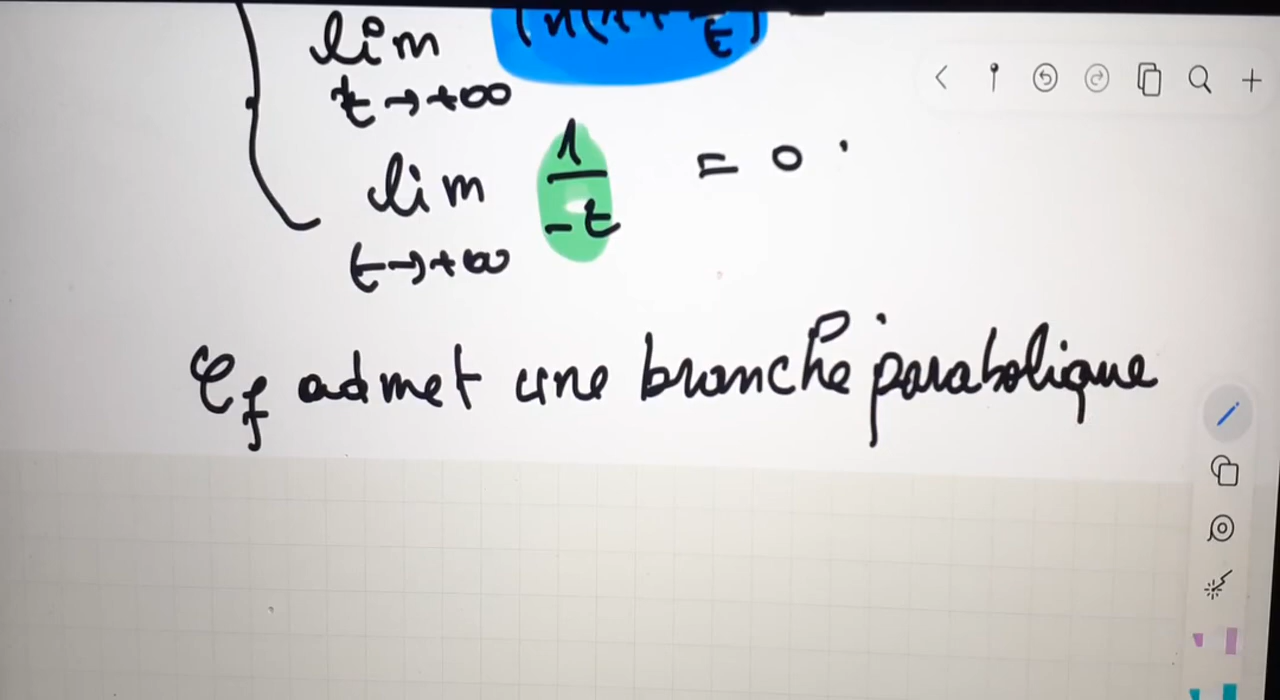 lim
t→+∞
lim 1/-t = 0.
t→+∞
𝒞f admet une branche parabolique